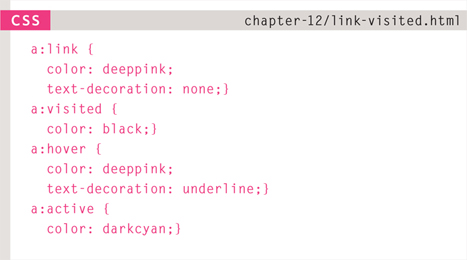 CSS chapter-12/link-visited.html
a:link {
color: deeppink;
text-decoration: none;}
a:visited {
color: black;}
a:hover {
color: deeppink;
text-decoration: underline;}
a:active {
color: darkcyan;}